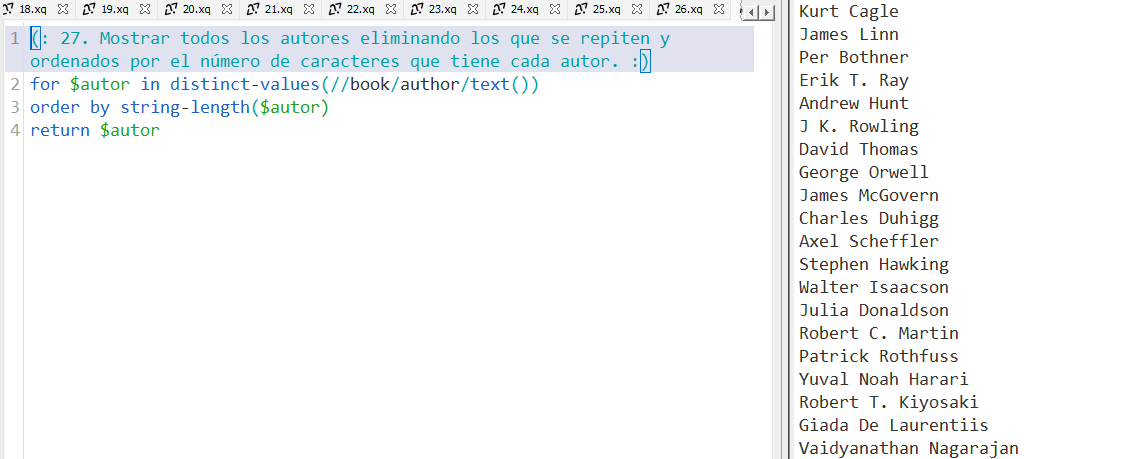 18.xq 19.xq 20.xq 21.xq 22.xq 23.xq 24.xq 25.xq 26.xq
1 (: 27. Mostrar todos los autores eliminando los que se repiten y
ordenados por el número de caracteres que tiene cada autor. :)
2 for $autor in distinct-values(//book/author/text())
3 order by string-length($autor)
4 return $autor
Kurt Cagle
James Linn
Per Bothner
Erik T. Ray
Andrew Hunt
J K. Rowling
David Thomas
George Orwell
James McGovern
Charles Duhigg
Axel Scheffler
Stephen Hawking
Walter Isaacson
Julia Donaldson
Robert C. Martin
Patrick Rothfuss
Yuval Noah Harari
Robert T. Kiyosaki
Giada De Laurentiis
Vaidyanathan Nagarajan